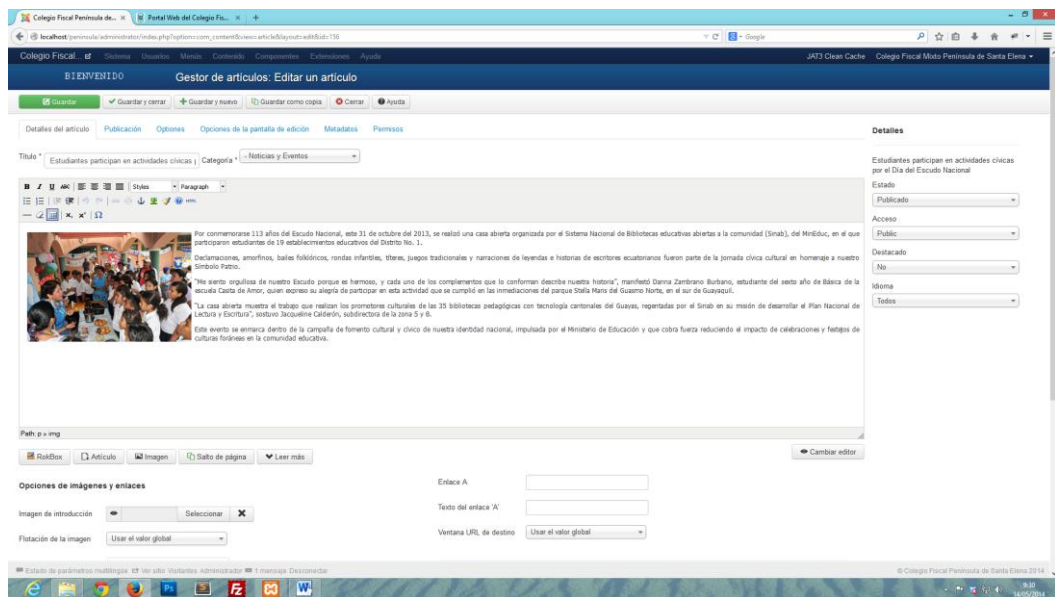 Colegio Fiscal Península de... × Portal Web del Colegio Fis... × +
localhost/peninsula/administrator/index.php?option=com_content&view=article&layout=edit&id=156 Google
Colegio Fiscal... Sistema Usuarios Menús Contenido Componentes Extensiones Ayuda JAT3 Clean Cache Colegio Fiscal Mixto Península de Santa Elena
BIENVENIDO Gestor de artículos: Editar un artículo
Guardar Guardar y cerrar Guardar y nuevo Guardar como copia Cerrar Ayuda
Detalles del artículo Publicación Options Opciones de la pantalla de edición Metadatos Permisos
Título * Estudiantes participan en actividades cívicas Categoría * - Noticias y Eventos
B I U ABC Styles Paragraph
HTML
Por conmemorarse 113 años del Escudo Nacional, este 31 de octubre del 2013, se realizó una casa abierta organizada por el Sistema Nacional de Bibliotecas educativas abiertas a la comunidad (Sinab), del MinEduc, en el que
participaron estudiantes de 19 establecimientos educativos del Distrito No. 1.
Declamaciones, amorfinos, bailes folklóricos, rondas infantiles, títeres, juegos tradicionales y narraciones de leyendas e historias de escritores ecuatorianos fueron parte de la jornada cívica cultural en homenaje a nuestro
Símbolo Patrio.
"Me siento orgullosa de nuestro Escudo porque es hermoso, y cada uno de los complementos que lo conforman describe nuestra historia", manifestó Danna Zambrano Burbano, estudiante del sexto año de Básica de la
escuela Casita de Amor, quien expreso su alegría de participar en esta actividad que se cumplió en las inmediaciones del parque Stella Maris del Guasmo Norte, en el sur de Guayaquil.
"La casa abierta muestra el trabajo que realizan los promotores culturales de las 35 bibliotecas pedagógicas con tecnología cantonales del Guayas, regentadas por el Sinab en su misión de desarrollar el Plan Nacional de
Lectura y Escritura", sostuvo Jacqueline Calderón, subdirectora de la zona 5 y 8.
Este evento se enmarca dentro de la campaña de fomento cultural y cívico de nuestra identidad nacional, impulsada por el Ministerio de Educación y que cobra fuerza reduciendo el impacto de celebraciones y festejos de
culturas foráneas en la comunidad educativa.
Path: p » img
RokBox Artículo Imagen Salto de página Leer más Cambiar editor
Opciones de imágenes y enlaces
Imagen de introducción Seleccionar
Flotación de la imagen Usar el valor global
Enlace A
Texto del enlace 'A'
Ventana URL de destino Usar el valor global
Detalles
Estudiantes participan en actividades cívicas
por el Día del Escudo Nacional
Estado
Publicado
Acceso
Public
Destacado
No
Idioma
Todos
Estado de parámetros multilingüe Ver sitio Visitantes Administrador 1 mensaje Desconectar © Colegio Fiscal Península de Santa Elena 2014
Ps Fz W
9:30
14/05/2014